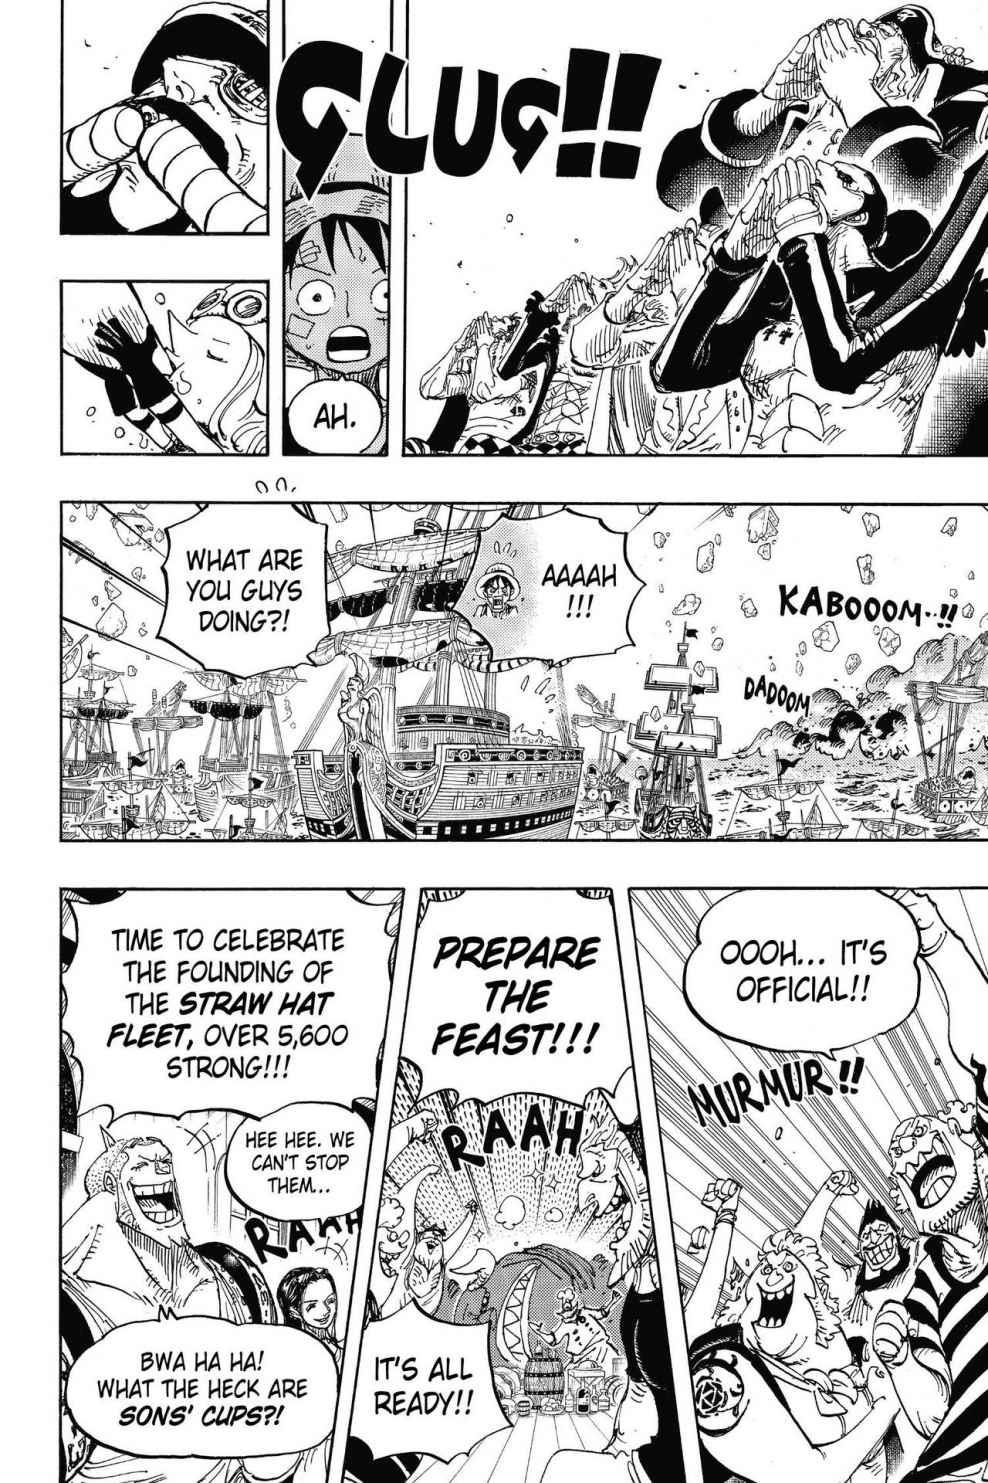 GLUG!!
AH.
WHAT ARE
YOU GUYS
DOING?!
AAAAH
!!!
KABOOOM..!!
DADOOM
TIME TO CELEBRATE
THE FOUNDING OF
THE STRAW HAT
FLEET, OVER 5,600
STRONG!!!
HEE HEE. WE
CAN'T STOP
THEM...
RAAAH
BWA HA HA!
WHAT THE HECK ARE
SONS' CUPS?!
PREPARE
THE
FEAST!!!
RAAH
IT'S ALL
READY!!
OOOH... IT'S
OFFICIAL!!
MURMUR!!